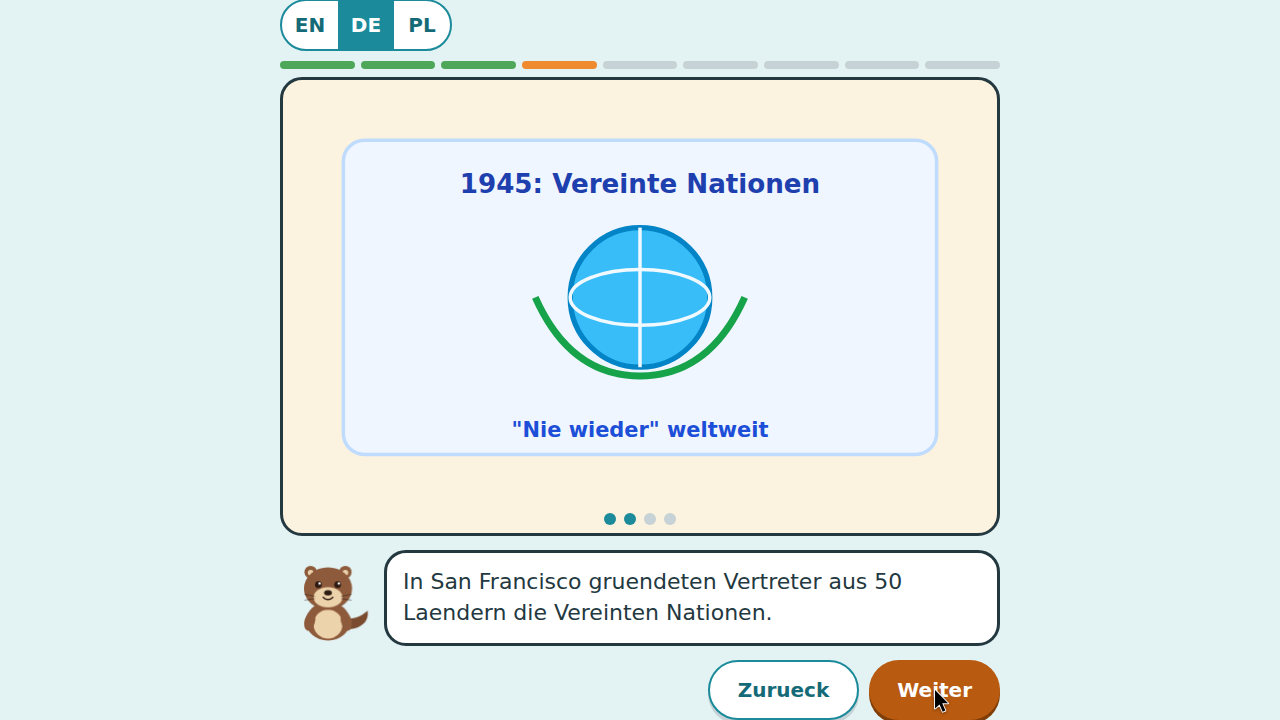 EN DE PL
1945: Vereinte Nationen
"Nie wieder" weltweit
In San Francisco gruendeten Vertreter aus 50
Laendern die Vereinten Nationen.
Zurueck Weiter